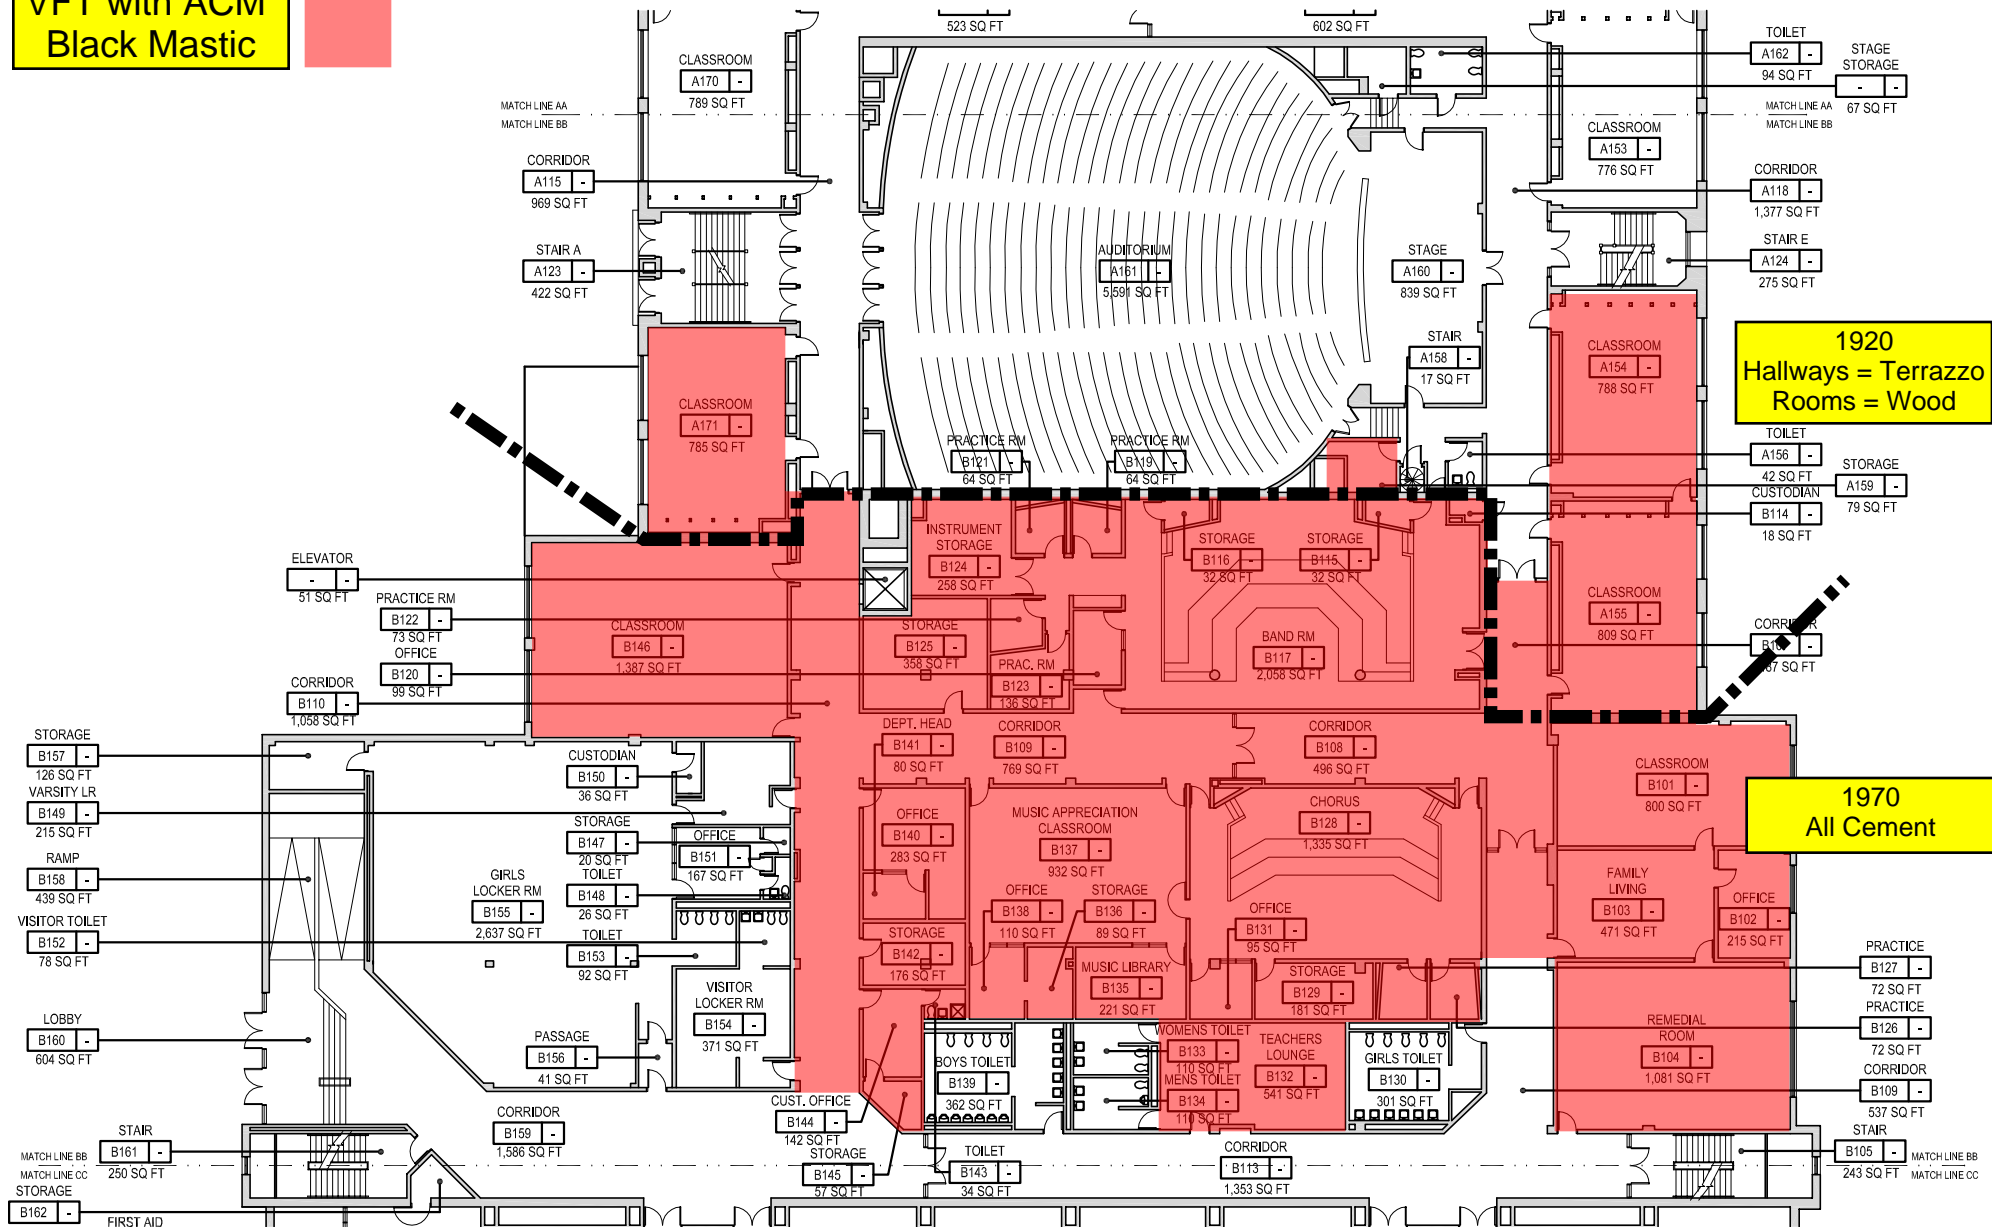 VFT with ACM
Black Mastic
523 SQ FT
602 SQ FT
TOILET
A162 -
94 SQ FT
STAGE
STORAGE
- -
67 SQ FT
CLASSROOM
A170 -
789 SQ FT
MATCH LINE AA
MATCH LINE BB
MATCH LINE AA
MATCH LINE BB
CLASSROOM
A153 -
776 SQ FT
CORRIDOR
A115 -
969 SQ FT
CORRIDOR
A118 -
1,377 SQ FT
STAIR A
A123 -
422 SQ FT
AUDITORIUM
A161 -
5,591 SQ FT
STAGE
A160 -
839 SQ FT
STAIR E
A124 -
275 SQ FT
STAIR
A158 -
17 SQ FT
CLASSROOM
A154 -
788 SQ FT
1920
Hallways = Terrazzo
Rooms = Wood
CLASSROOM
A171 -
785 SQ FT
PRACTICE RM
B121 -
64 SQ FT
PRACTICE RM
B119 -
64 SQ FT
TOILET
A156 -
42 SQ FT
STORAGE
A159 -
79 SQ FT
CUSTODIAN
B114 -
18 SQ FT
INSTRUMENT
STORAGE
B124 -
258 SQ FT
STORAGE
B116 -
32 SQ FT
STORAGE
B115 -
32 SQ FT
ELEVATOR
- -
51 SQ FT
PRACTICE RM
B122 -
73 SQ FT
OFFICE
B120 -
99 SQ FT
CORRIDOR
B110 -
1,058 SQ FT
CLASSROOM
B146 -
1,387 SQ FT
STORAGE
B125 -
358 SQ FT
PRAC. RM
B123 -
136 SQ FT
BAND RM
B117 -
2,058 SQ FT
CLASSROOM
A155 -
809 SQ FT
SQ FT
STORAGE
B157 -
126 SQ FT
VARSITY LR
B149 -
215 SQ FT
RAMP
B158 -
439 SQ FT
VISITOR TOILET
B152 -
78 SQ FT
LOBBY
B160 -
604 SQ FT
CUSTODIAN
B150 -
36 SQ FT
STORAGE
B147 -
20 SQ FT
TOILET
B148 -
26 SQ FT
TOILET
B153 -
92 SQ FT
OFFICE
B151 -
167 SQ FT
GIRLS
LOCKER RM
B155 -
2,637 SQ FT
VISITOR
LOCKER RM
B154 -
371 SQ FT
PASSAGE
B156 -
41 SQ FT
DEPT. HEAD
B141 -
80 SQ FT
CORRIDOR
B109 -
769 SQ FT
CORRIDOR
B108 -
496 SQ FT
CLASSROOM
B101 -
800 SQ FT
1970
All Cement
OFFICE
B140 -
283 SQ FT
MUSIC APPRECIATION
CLASSROOM
B137 -
932 SQ FT
CHORUS
B128 -
1,335 SQ FT
OFFICE
B138 -
110 SQ FT
STORAGE
B136 -
89 SQ FT
OFFICE
B131 -
95 SQ FT
FAMILY
LIVING
B103 -
471 SQ FT
OFFICE
B102 -
215 SQ FT
STORAGE
B142 -
176 SQ FT
MUSIC LIBRARY
B135 -
221 SQ FT
STORAGE
B129 -
181 SQ FT
PRACTICE
B127 -
72 SQ FT
PRACTICE
B126 -
72 SQ FT
CORRIDOR
B109 -
537 SQ FT
BOYS TOILET
B139 -
362 SQ FT
WOMENS TOILET
B133 -
110 SQ FT
MENS TOILET
B134 -
110 SQ FT
TEACHERS
LOUNGE
B132 -
541 SQ FT
GIRLS TOILET
B130 -
301 SQ FT
REMEDIAL
ROOM
B104 -
1,081 SQ FT
CUST. OFFICE
B144 -
142 SQ FT
STORAGE
B145 -
57 SQ FT
TOILET
B143 -
34 SQ FT
CORRIDOR
B113 -
1,353 SQ FT
CORRIDOR
B159 -
1,586 SQ FT
STAIR
B161 -
250 SQ FT
STAIR
B105 -
243 SQ FT
MATCH LINE BB
MATCH LINE CC
MATCH LINE BB
MATCH LINE CC
STORAGE
B162 -
FIRST AID